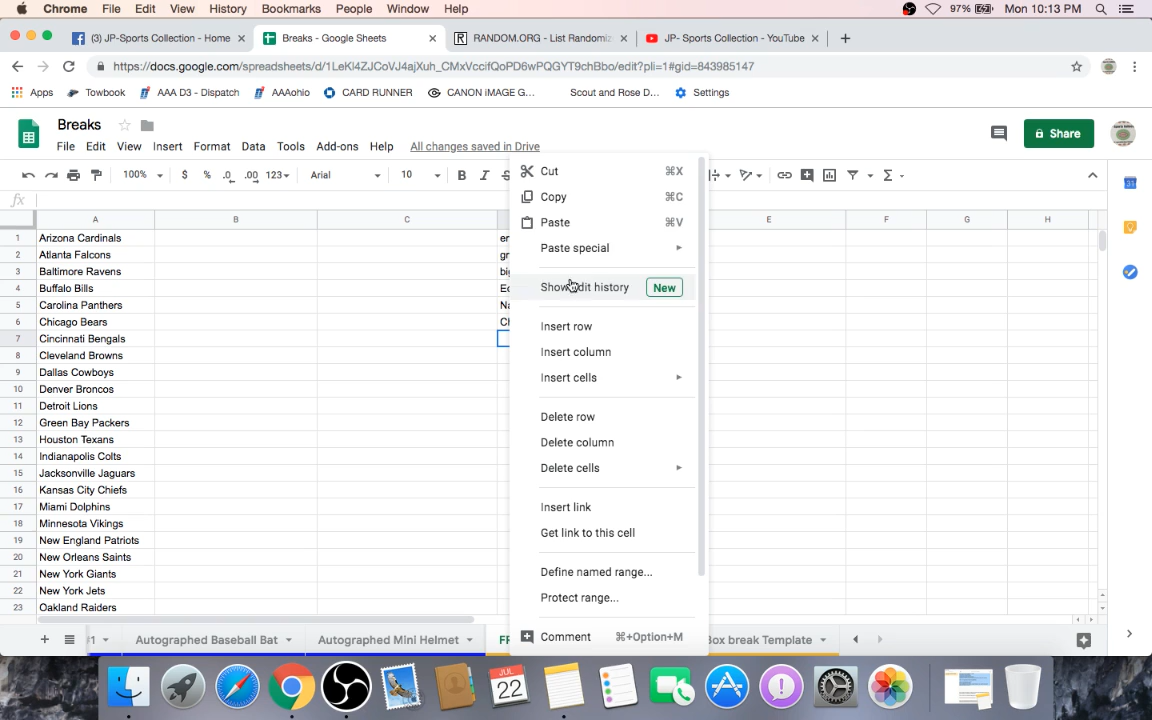 Chrome File Edit View History Bookmarks People Window Help 97% Mon 10:13 PM
(3) JP-Sports Collection - Home × Breaks - Google Sheets × RANDOM.ORG - List Randomiz × JP- Sports Collection - YouTube × +
https://docs.google.com/spreadsheets/d/1LeKl4ZJCoVJ4ajXuh_CMxVccifQoPD6wPQGYT9chBbo/edit?pli=1#gid=843985147
Apps Towbook AAA D3 - Dispatch AAAohio CARD RUNNER CANON iMAGE G... Scout and Rose D... Settings
Breaks
Share
File Edit View Insert Format Data Tools Add-ons Help All changes saved in Drive
100% $ % .0 .00 123 Arial 10 B I S Σ
fx
A B C E F G H
1 Arizona Cardinals er
2 Atlanta Falcons gr
3 Baltimore Ravens big
4 Buffalo Bills Ed
5 Carolina Panthers Na
6 Chicago Bears Ch
7 Cincinnati Bengals
8 Cleveland Browns
9 Dallas Cowboys
10 Denver Broncos
11 Detroit Lions
12 Green Bay Packers
13 Houston Texans
14 Indianapolis Colts
15 Jacksonville Jaguars
16 Kansas City Chiefs
17 Miami Dolphins
18 Minnesota Vikings
19 New England Patriots
20 New Orleans Saints
21 New York Giants
22 New York Jets
23 Oakland Raiders
Cut ⌘X
Copy ⌘C
Paste ⌘V
Paste special
Show edit history New
Insert row
Insert column
Insert cells
Delete row
Delete column
Delete cells
Insert link
Get link to this cell
Define named range...
Protect range...
Comment ⌘+Option+M
#1 Autographed Baseball Bat Autographed Mini Helmet FR Box break Template
JUL
22